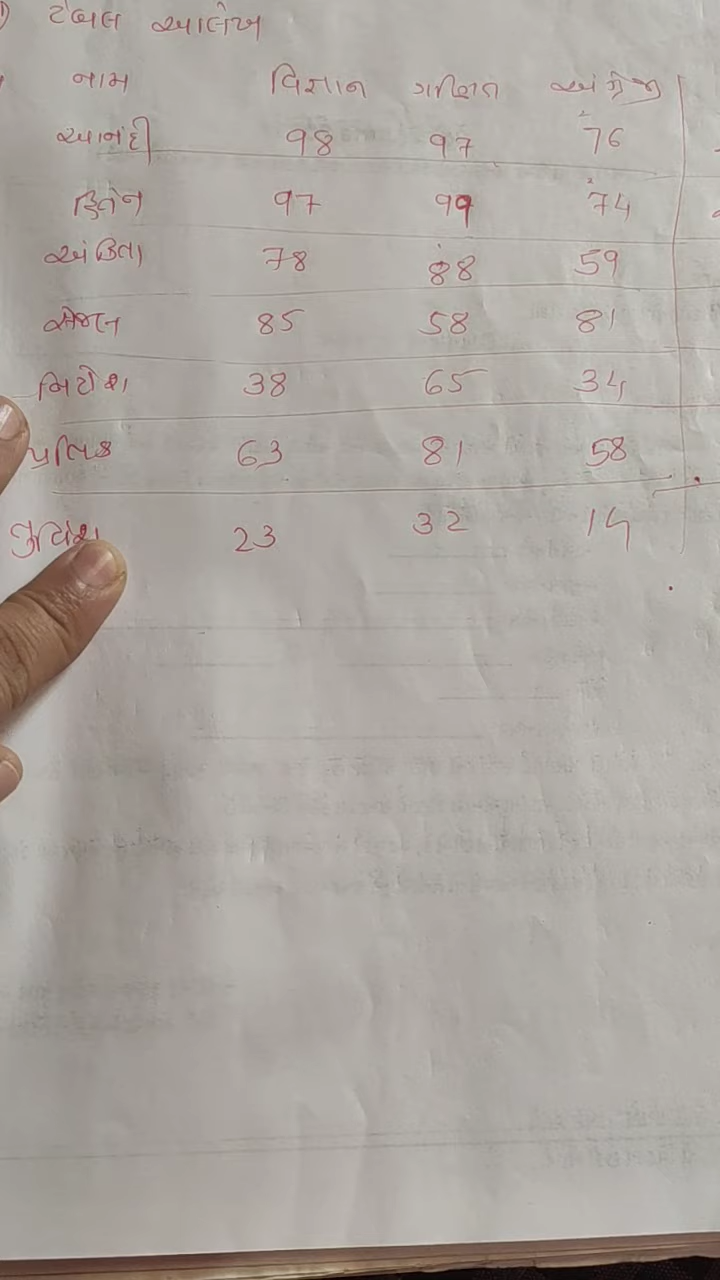 ટેબલ આલેખ
નામ વિજ્ઞાન ગણિત અંગ્રેજી
આનંદી 98 97 76
હિતેન 97 99 74
અંકિતા 78 88 59
સેજલ 85 58 81
મિતેશ 38 65 34
પ્રતિક 63 81 58
23 32 14